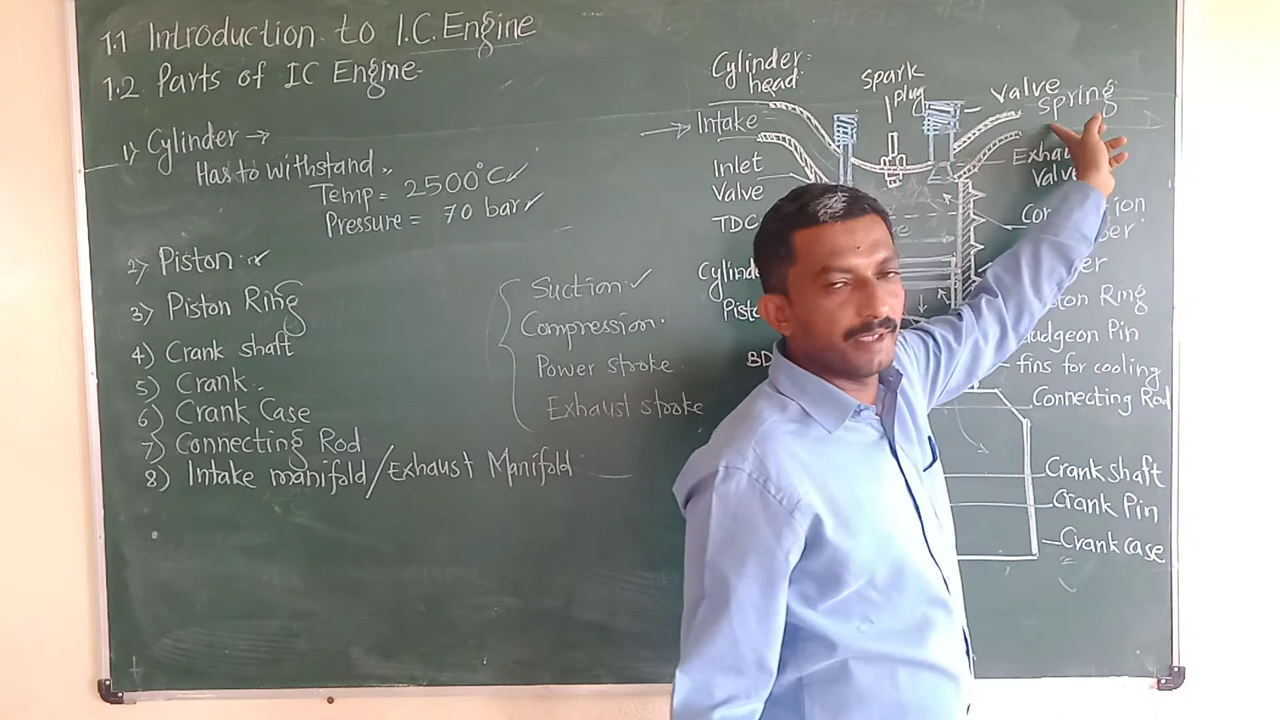 1.1 Introduction to I.C. Engine
1.2 Parts of IC Engine
1) Cylinder →
Has to withstand
Temp = 2500°C ✓
Pressure = 70 bar ✓
2) Piston
3) Piston Ring
4) Crank shaft
5) Crank
6) Crank Case
7) Connecting Rod
8) Intake manifold/Exhaust Manifold
Suction ✓
Compression
Power stroke
Exhaust stroke
Cylinder
head
Spark
plug
Valve
Spring
Intake
Inlet
Valve
TDC
Ring
Pin
fins for cooling
Connecting Rod
Crank shaft
Crank Pin
Crank case